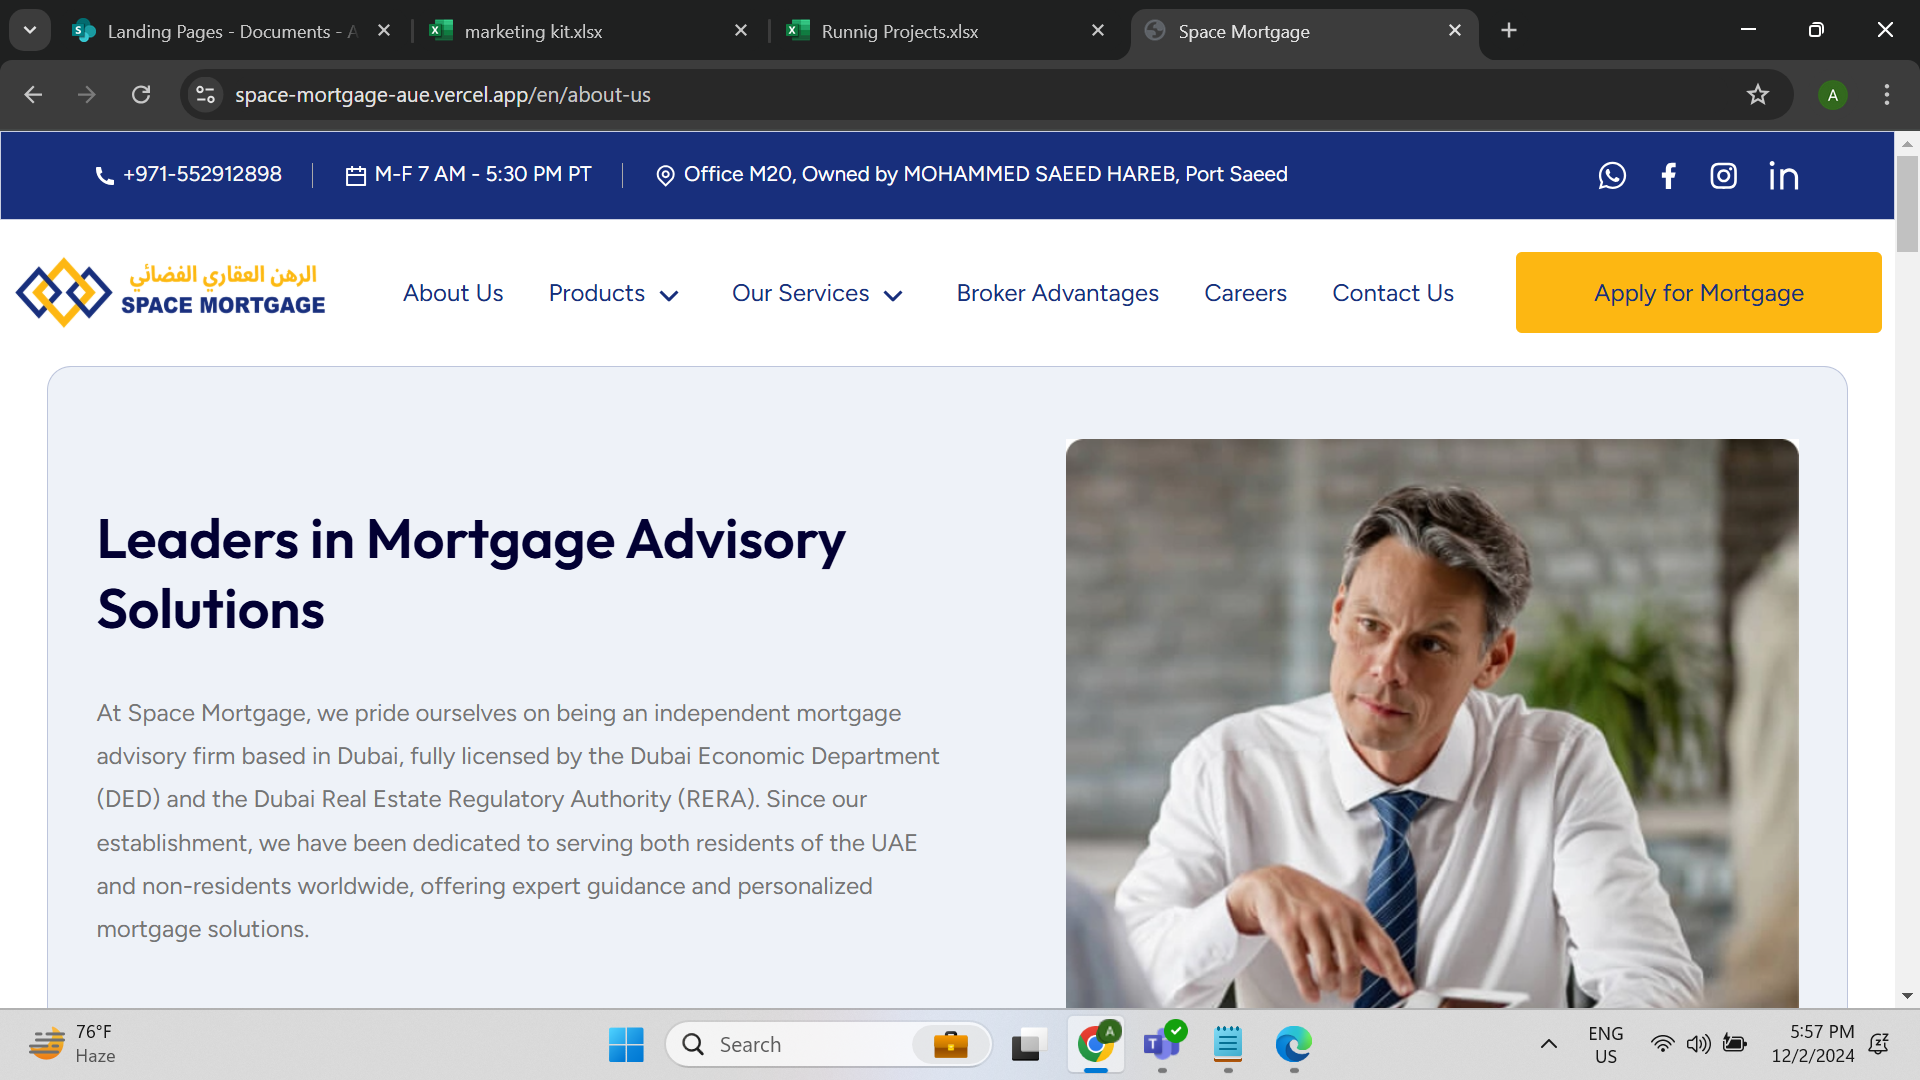 Landing Pages - Documents - A
marketing kit.xlsx
Runnig Projects.xlsx
Space Mortgage
space-mortgage-aue.vercel.app/en/about-us
A
+971-552912898
M-F 7 AM - 5:30 PM PT
Office M20, Owned by MOHAMMED SAEED HAREB, Port Saeed
الرهن العقاري الفضائي
SPACE MORTGAGE
About Us
Products
Our Services
Broker Advantages
Careers
Contact Us
Apply for Mortgage
Leaders in Mortgage Advisory
Solutions
At Space Mortgage, we pride ourselves on being an independent mortgage
advisory firm based in Dubai, fully licensed by the Dubai Economic Department
(DED) and the Dubai Real Estate Regulatory Authority (RERA). Since our
establishment, we have been dedicated to serving both residents of the UAE
and non-residents worldwide, offering expert guidance and personalized
mortgage solutions.
76°F
Haze
Search
A
ENG
US
5:57 PM
12/2/2024